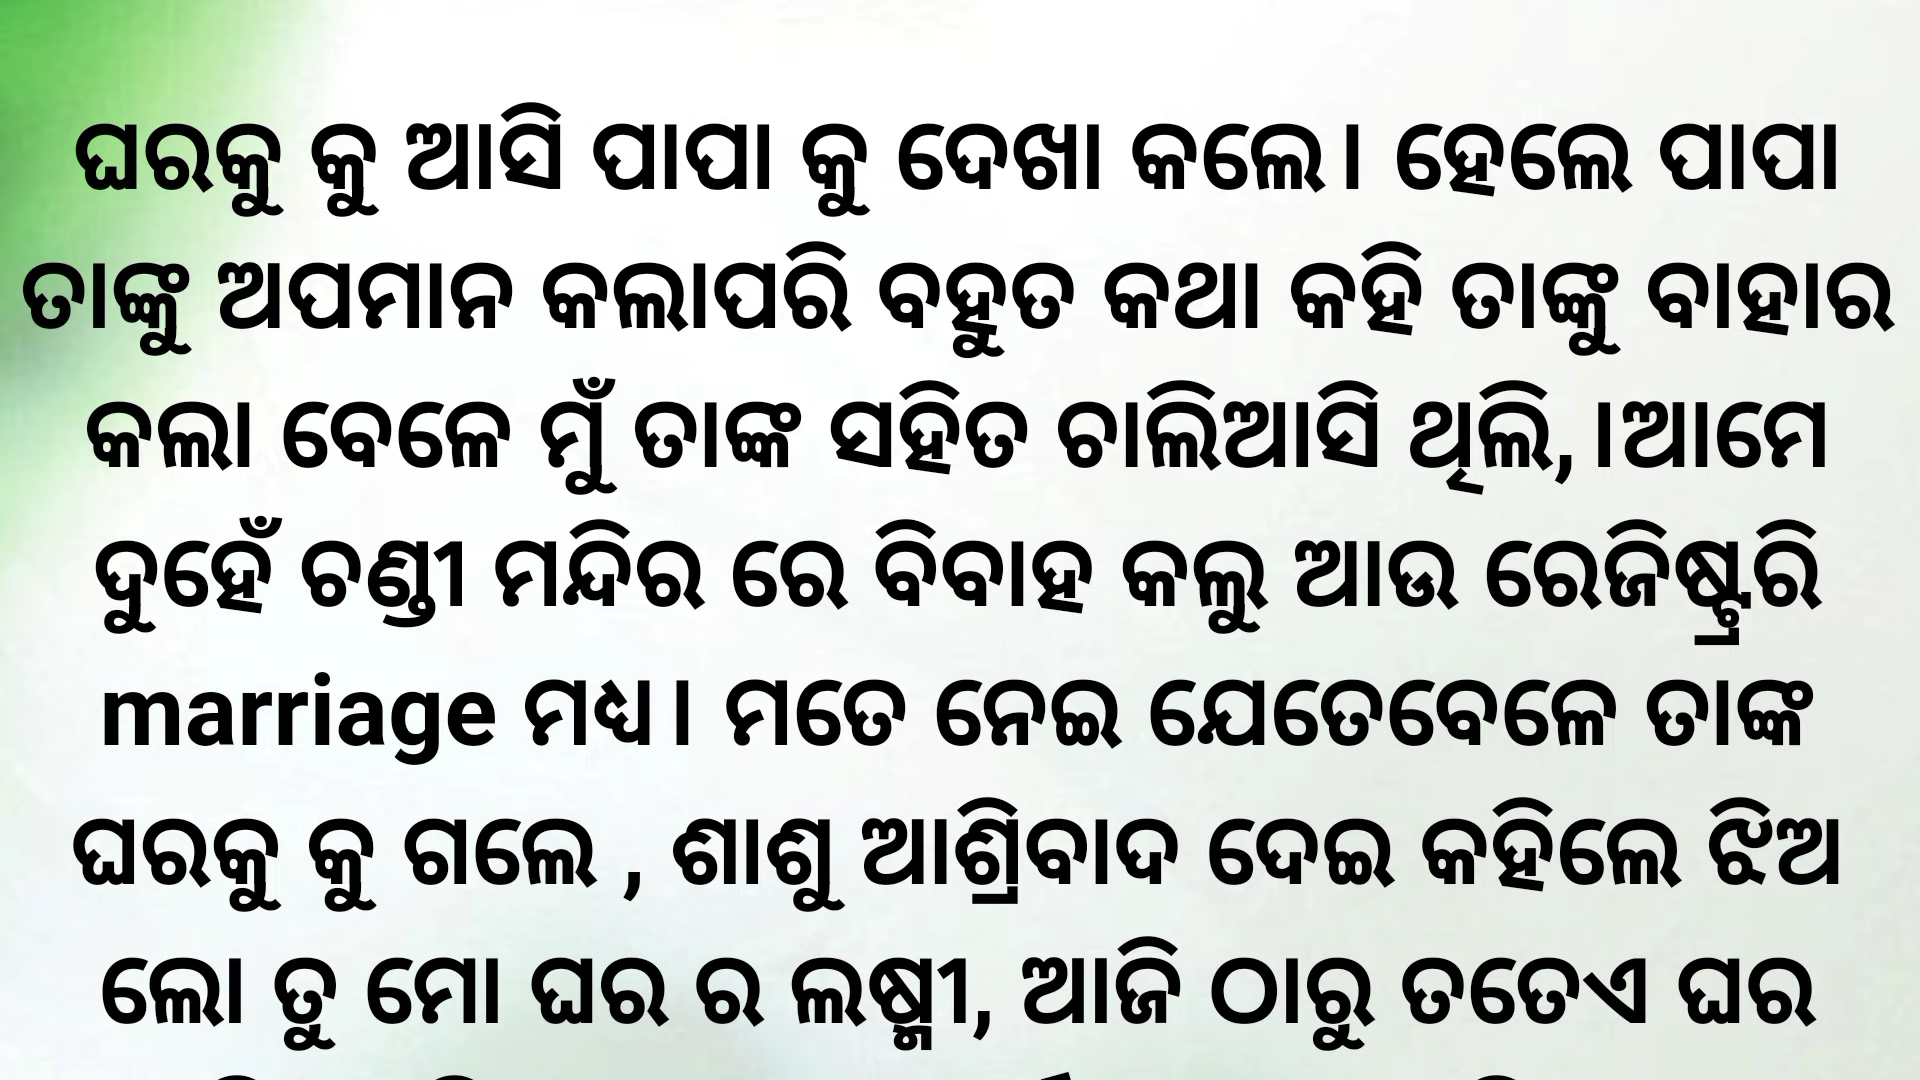 ଘରକୁ କୁ ଆସି ପାପା କୁ ଦେଖା କଲେ। ହେଲେ ପାପା
ତାଙ୍କୁ ଅପମାନ କଲାପରି ବହୁତ କଥା କହି ତାଙ୍କୁ ବାହାର
କଲା ବେଳେ ମୁଁ ତାଙ୍କ ସହିତ ଚାଲିଆସି ଥିଲି,।ଆମେ
ଦୁହେଁ ଚଣ୍ଡୀ ମନ୍ଦିର ରେ ବିବାହ କଲୁ ଆଉ ରେଜିଷ୍ଟ୍ରରି
marriage ମଧ୍ୟ। ମତେ ନେଇ ଯେତେବେଳେ ତାଙ୍କ
ଘରକୁ କୁ ଗଲେ , ଶାଶୁ ଆଶ୍ରିବାଦ ଦେଇ କହିଲେ ଝିଅ
ଲୋ ତୁ ମୋ ଘର ର ଲକ୍ଷ୍ମୀ, ଆଜି ଠାରୁ ତତେଏ ଘର